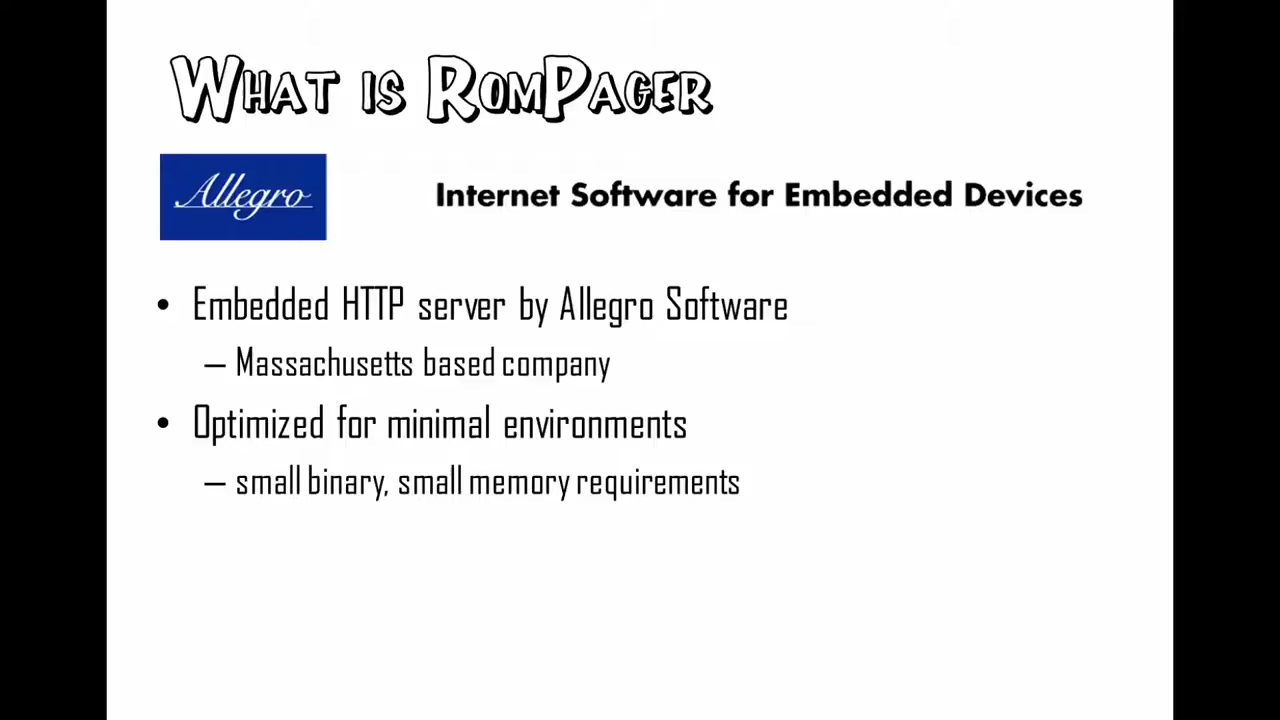 What is RomPager
Allegro
Internet Software for Embedded Devices
• Embedded HTTP server by Allegro Software
– Massachusetts based company
• Optimized for minimal environments
– small binary, small memory requirements